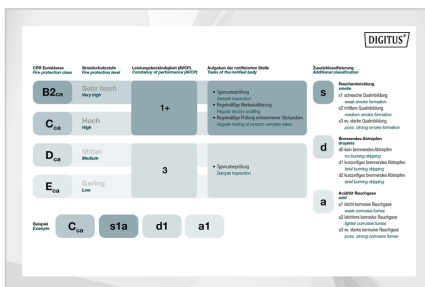 DIGITUS®
CPR Euroklasse
Fire protection class
Brandschutzstufe
Fire protection level
Leistungsbeständigkeit (AVCP)
Constancy of performance (AVCP)
Aufgaben der notifizierten Stelle
Tasks of the notified body
Zusatzklassifizierung
Additional classification
B2ca
Sehr hoch
Very high
Cca
Hoch
High
1+
• Typmusterprüfung
Sample inspection
• Regelmäßige Werksauditierung
Regular factory auditing
• Regelmäßige Prüfung entnommener Stichproben
Regular testing of random samples taken
Dca
Mittel
Medium
Eca
Gering
Low
3
• Typmusterprüfung
Sample inspection
s
Rauchentwicklung
smoke
s1 schwache Qualmbildung
weak smoke formation
s2 mittlere Qualmbildung
medium smoke formation
s3 ev. starke Qualmbildung
poss. strong smoke formation
d
Brennendes Abtropfen
droplets
d0 kein brennendes Abtropfen
no burning dripping
d1 kurzzeitiges brennendes Abtropfen
brief burning dripping
d2 kurzzeitiges brennendes Abtropfen
brief burning dripping
a
Acidität Rauchgase
acid
a1 leicht korrosive Rauchgase
weak corrosive fumes
a2 leichtere korrosive Rauchgase
lighter corrosive fumes
a3 ev. starke korrosive Rauchgase
poss. strong corrosive fumes
Beispiel
Example
Cca
s1a
d1
a1